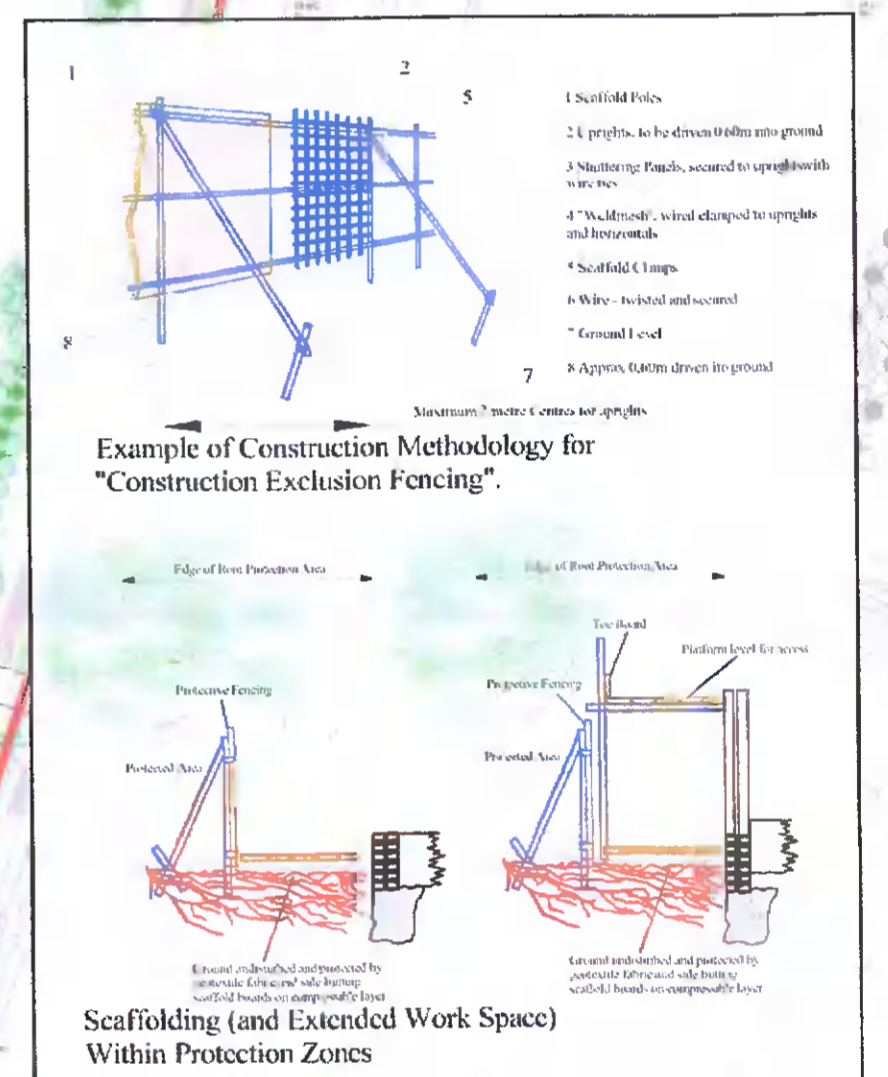 1
2
5
8
7
1 Scaffold Poles
2 Uprights, to be driven 0.60m into ground
3 Shuttering Panels, secured to uprights with
wire ties
4 "Weldmesh", wired clamped to uprights
and horizontals
5 Scaffold Clamps
6 Wire - twisted and secured
7 Ground Level
8 Approx 0.60m driven ito ground
Maximum metre Centres for uprights
Example of Construction Methodology for
"Construction Exclusion Fencing".
Edge of Root Protection Area
Edge of Root Protection Area
Toe Board
Platform level for access
Protective Fencing
Protective Fencing
Protected Area
Protected Area
Ground undisturbed and protected by
geotextile fabric and side butting
scaffold boards on compressable layer
Ground undisturbed and protected by
geotextile fabric and side butting
scaffold boards on compressable layer
Scaffolding (and Extended Work Space)
Within Protection Zones